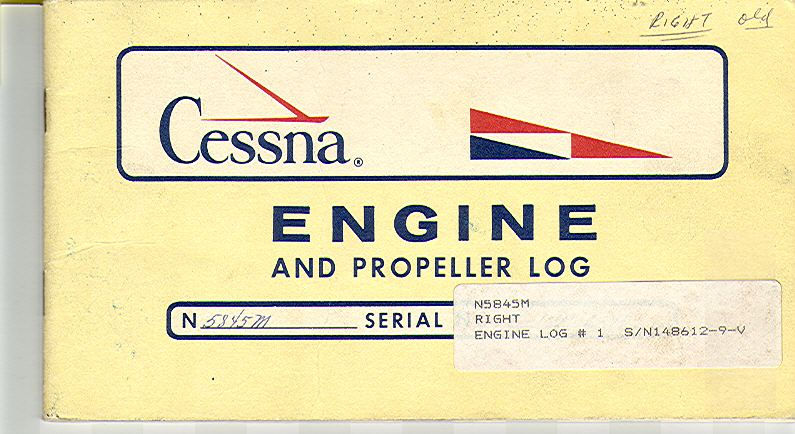 RIGHT old
Cessna®
ENGINE
AND PROPELLER LOG
N 5845M SERIAL
N5845M
RIGHT
ENGINE LOG # 1 S/N148612-9-V